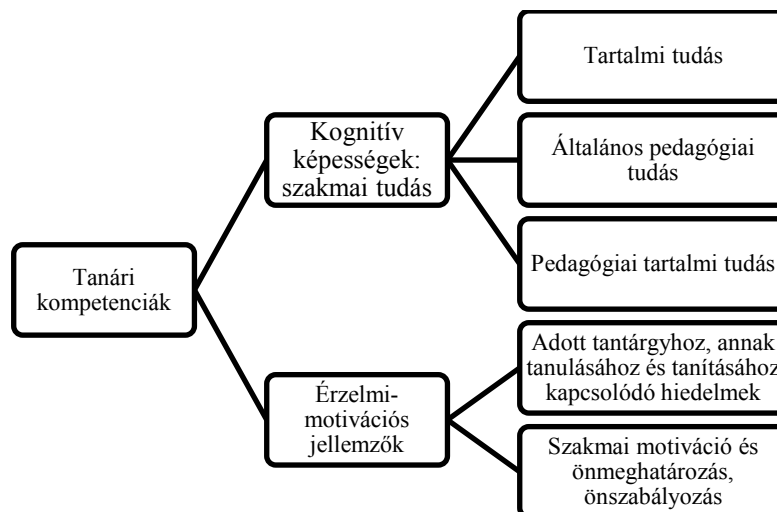 Tanári
kompetenciák
Kognitív
képességek:
szakmai tudás
Tartalmi tudás
Általános pedagógiai
tudás
Pedagógiai tartalmi tudás
Érzelmi-
motivációs
jellemzők
Adott tantárgyhoz, annak
tanulásához és tanításához
kapcsolódó hiedelmek
Szakmai motiváció és
önmeghatározás,
önszabályozás